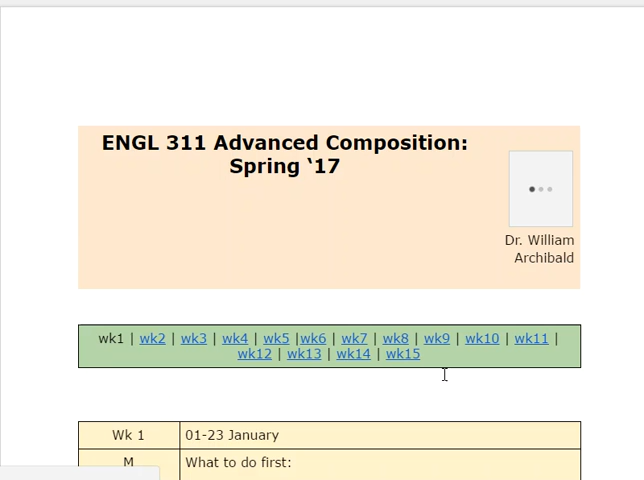 ENGL 311 Advanced Composition:
Spring ‘17
Dr. William
Archibald
wk1 | wk2 | wk3 | wk4 | wk5 |wk6 | wk7 | wk8 | wk9 | wk10 | wk11 |
wk12 | wk13 | wk14 | wk15
Wk 1 01-23 January
M What to do first: